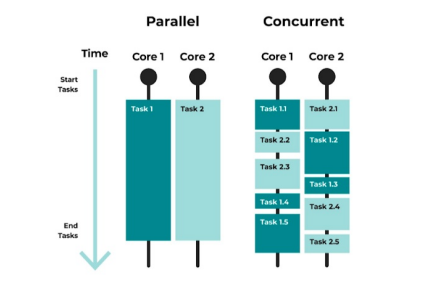 Parallel
Concurrent
Time
Core 1
Core 2
Core 1
Core 2
Start
Tasks
Task 1
Task 2
Task 1.1
Task 2.1
Task 2.2
Task 1.2
Task 2.3
Task 1.3
Task 1.4
Task 2.4
Task 1.5
End
Tasks
Task 2.5